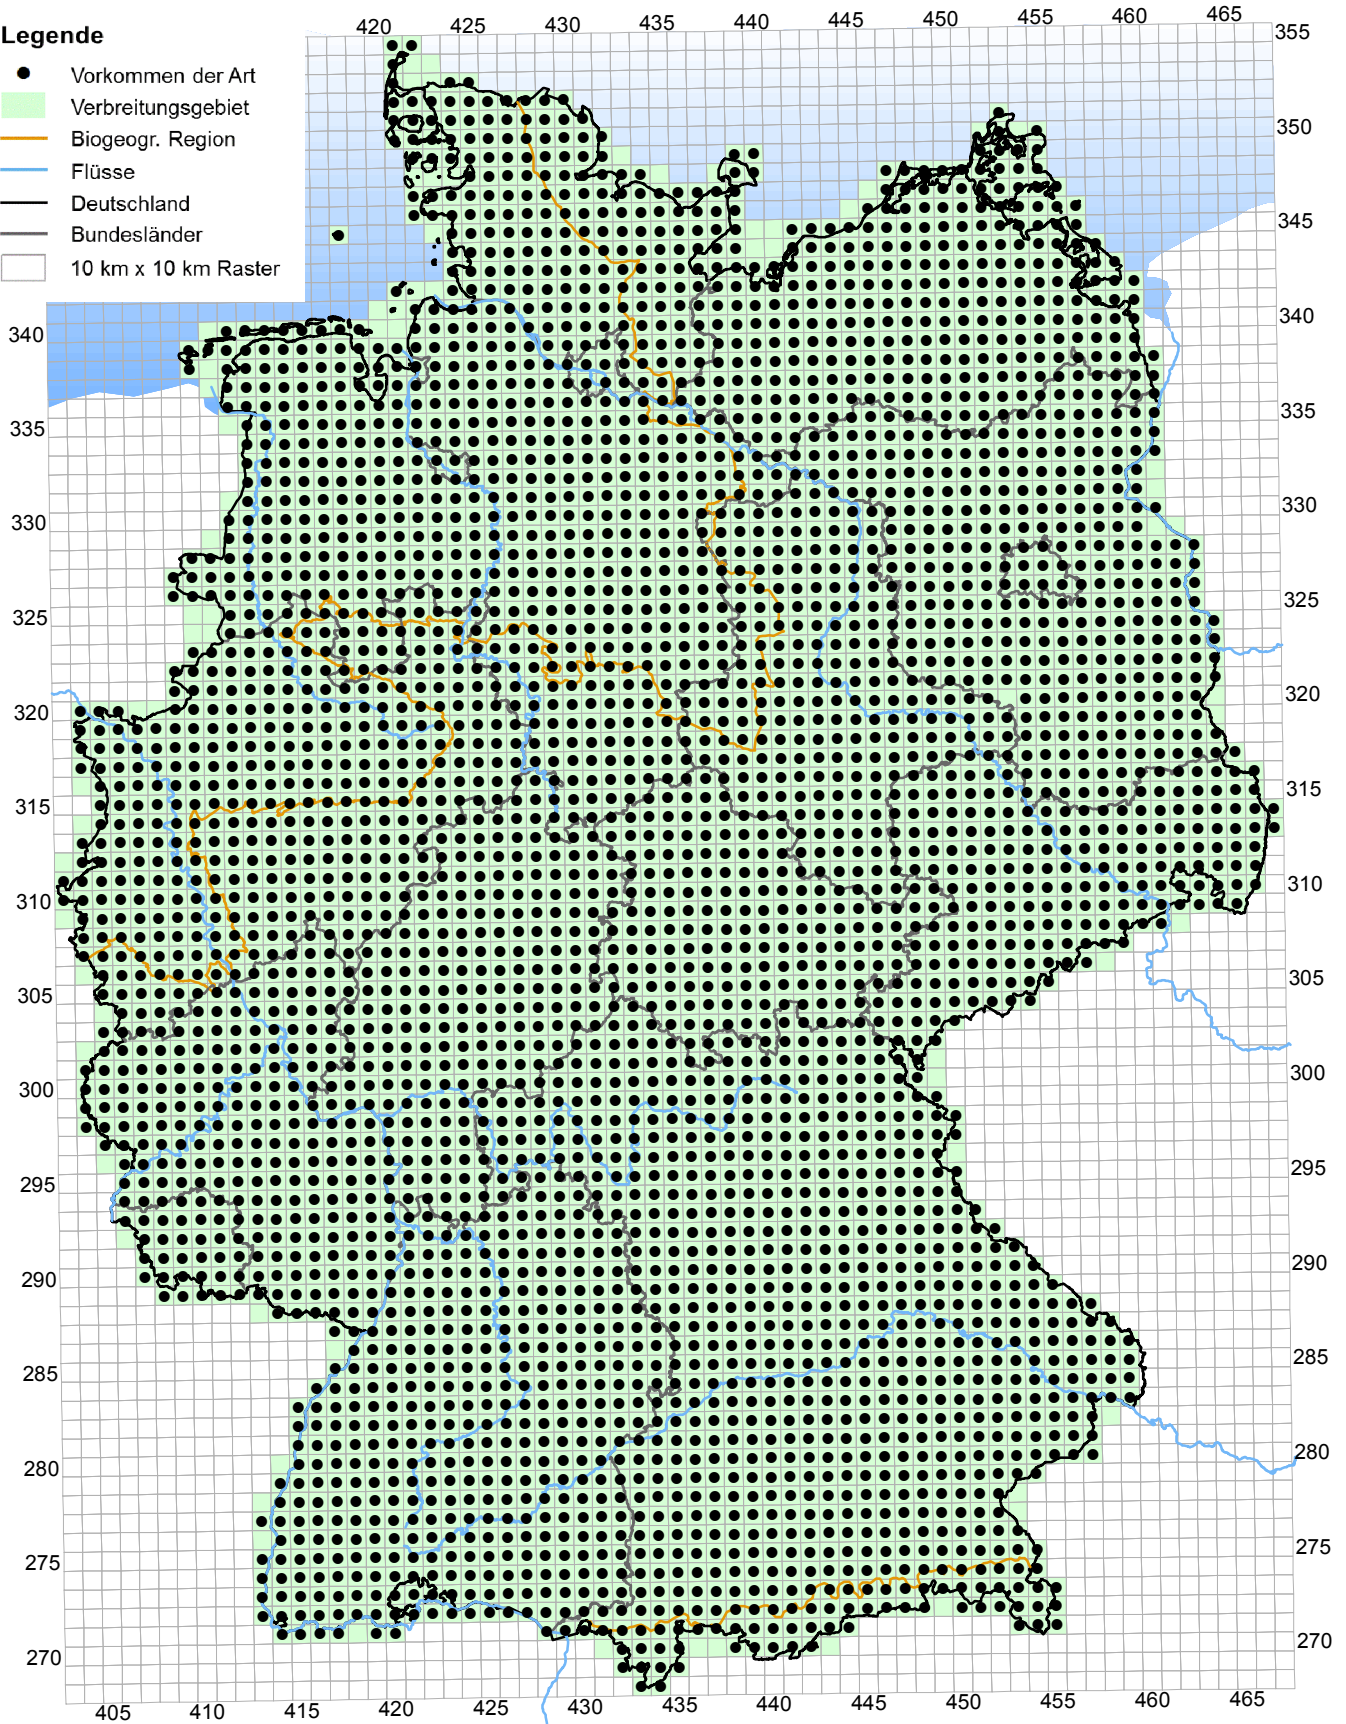 420 425 430 435 440 445 450 455 460 465
Legende
Vorkommen der Art
Verbreitungsgebiet
Biogeogr. Region
Flüsse
Deutschland
Bundesländer
10 km x 10 km Raster
355
350
345
340 340
335 335
330 330
325 325
320 320
315 315
310 310
305 305
300 300
295 295
290 290
285 285
280 280
275 275
270 270
405 410 415 420 425 430 435 440 445 450 455 460 465